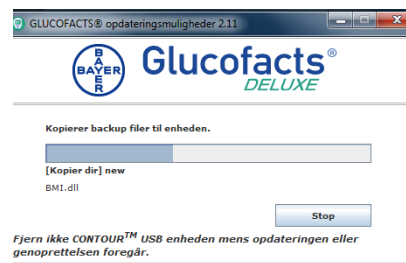 GLUCOFACTS® opdateringsmuligheder 2.11
BAYER
BAYER
Glucofacts®
DELUXE
Kopierer backup filer til enheden.
[Kopier dir] new
BMI.dll
Stop
Fjern ikke CONTOUR™ USB enheden mens opdateringen eller
genoprettelsen foregår.